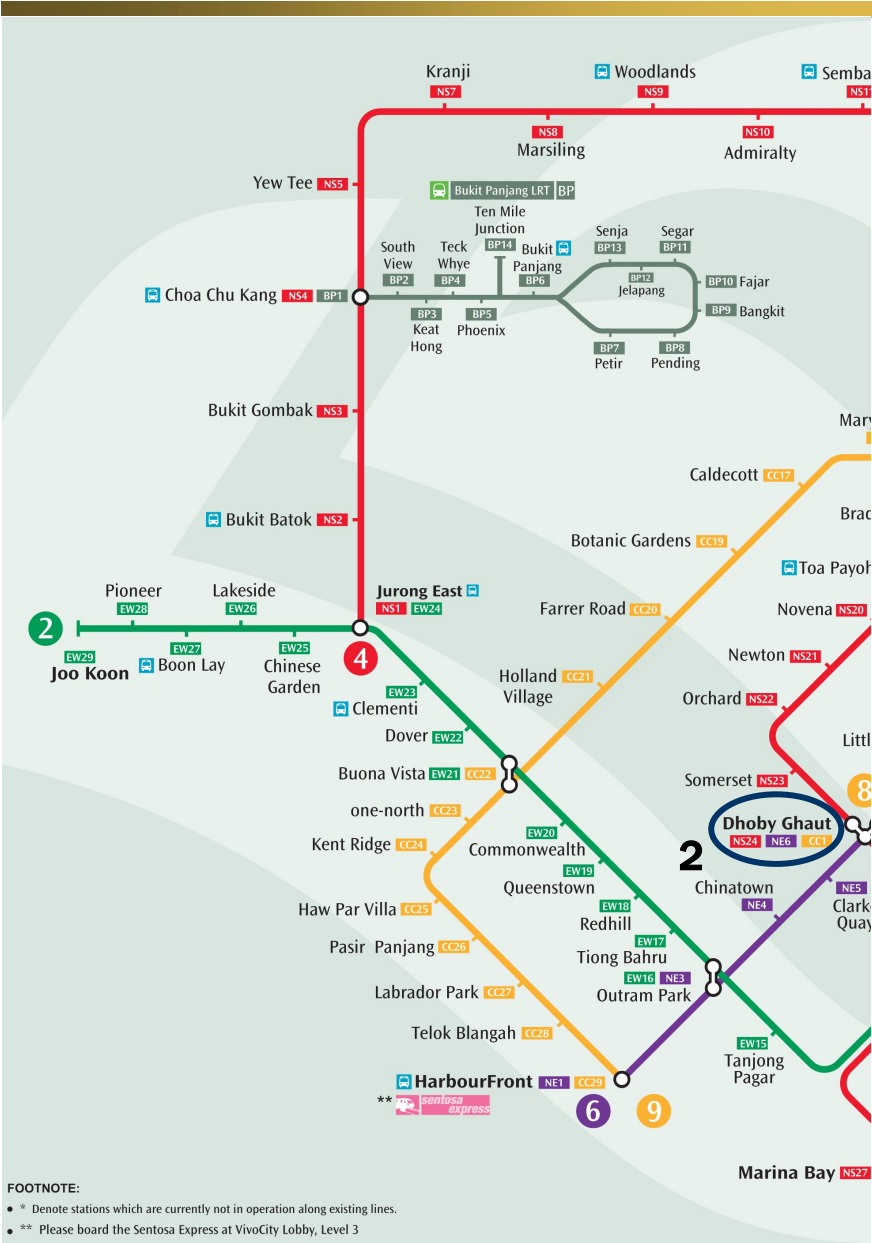 Kranji
NS7
Woodlands
NS9
Semba
NS11
NS8
Marsiling
NS10
Admiralty
Yew Tee NS5
Bukit Panjang LRT BP
Ten Mile
Junction
BP14
South
View
BP2
Teck
Whye
BP4
Bukit
Panjang
BP6
Senja
BP13
Segar
BP11
BP12
Jelapang
BP10 Fajar
BP9 Bangkit
Choa Chu Kang NS4 BP1
BP3
Keat
Hong
BP5
Phoenix
BP7
Petir
BP8
Pending
Bukit Gombak NS3
Mary
Caldecott CC17
Bukit Batok NS2
Brad
Botanic Gardens CC19
Toa Payoh
Pioneer
EW28
Lakeside
EW26
Jurong East
NS1 EW24
Farrer Road CC20
Novena NS20
2
EW29
Joo Koon
EW27
Boon Lay
EW25
Chinese
Garden
4
Newton NS21
Holland
Village
CC21
EW23
Clementi
Orchard NS22
Dover EW22
Littl
Buona Vista EW21 CC22
Somerset NS23
8
one-north CC23
Dhoby Ghaut
NS24 NE6 CC1
2
Kent Ridge CC24
EW20
Commonwealth
EW19
Queenstown
Chinatown
NE4
NE5
Clark
Quay
Haw Par Villa CC25
EW18
Redhill
Pasir Panjang CC26
EW17
Tiong Bahru
EW16 NE3
Outram Park
Labrador Park CC27
Telok Blangah CC28
EW15
Tanjong
Pagar
HarbourFront NE1 CC29
** sentosa
express
6
9
Marina Bay NS27
FOOTNOTE:
• * Denote stations which are currently not in operation along existing lines.
• ** Please board the Sentosa Express at VivoCity Lobby, Level 3